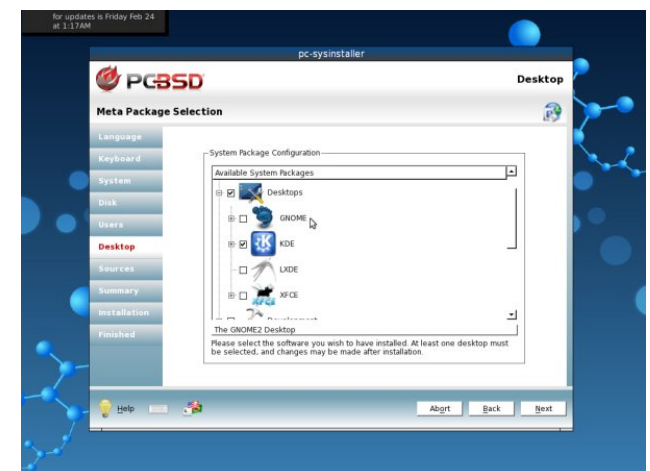 for updates is Friday Feb 24
at 1:17AM
pc-sysinstaller
PCBSD
Desktop
Meta Package Selection
Language
Keyboard
System
Disk
Users
Desktop
Sources
Summary
Installation
Finished
System Package Configuration
Available System Packages
Desktops
GNOME
KDE
LXDE
XFCE
Development
The GNOME2 Desktop
Please select the software you wish to have installed. At least one desktop must
be selected, and changes may be made after installation.
Help
Abort
Back
Next